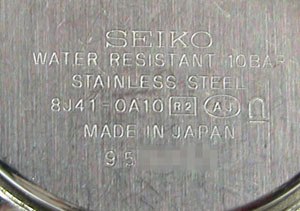 SEIKO
WATER RESISTANT 10BAR
STAINLESS STEEL
8J41-0A10 R2 AJ
MADE IN JAPAN
95